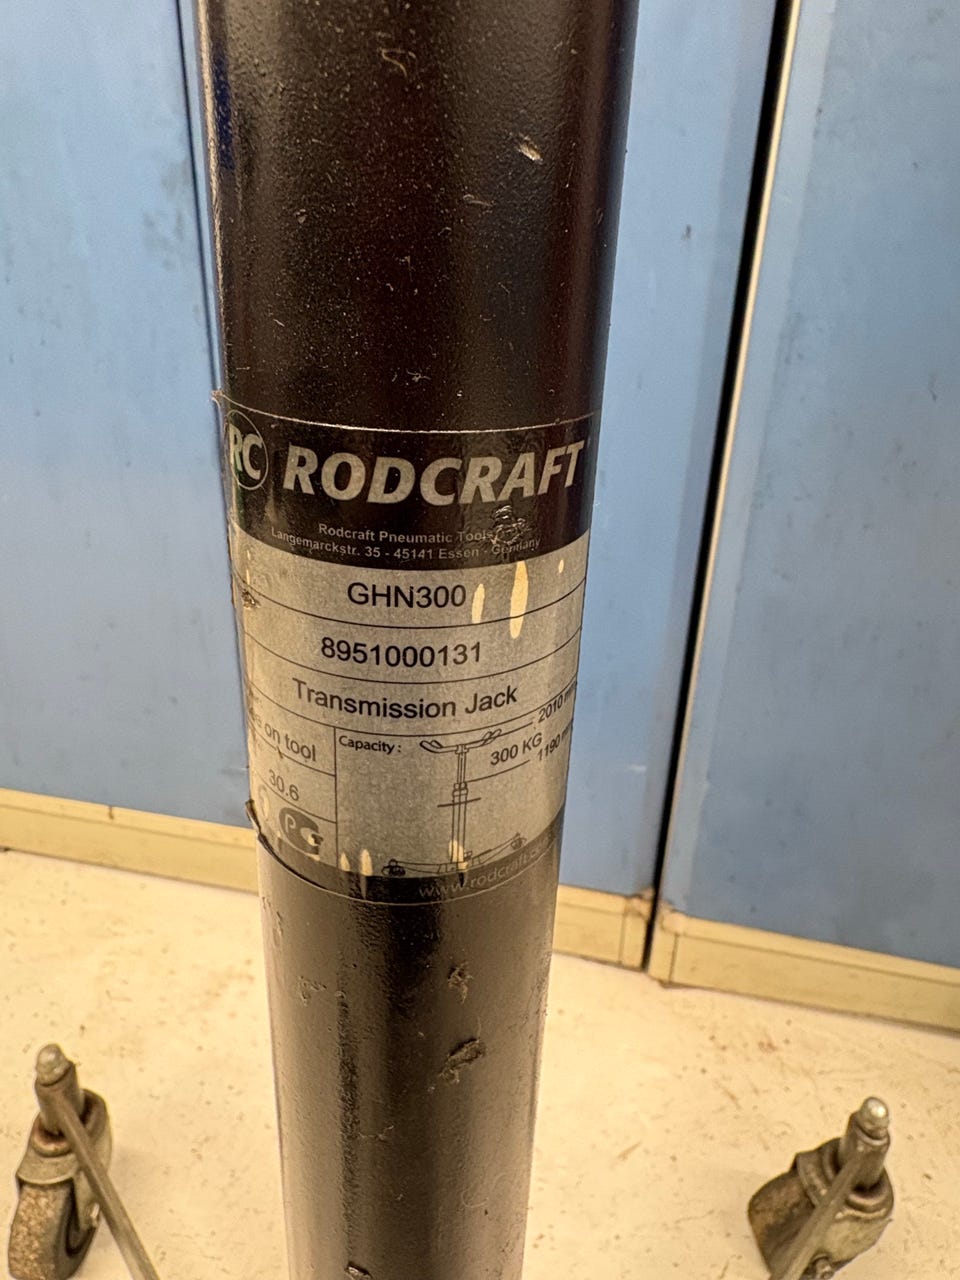 RC RODCRAFT
Rodcraft Pneumatic Tools
Langemarckstr. 35 - 45141 Essen - Germany
GHN300
8951000131
Transmission Jack
on tool
30.6
Capacity :
300 KG
2010 mm
1190 mm
www.rodcraft.